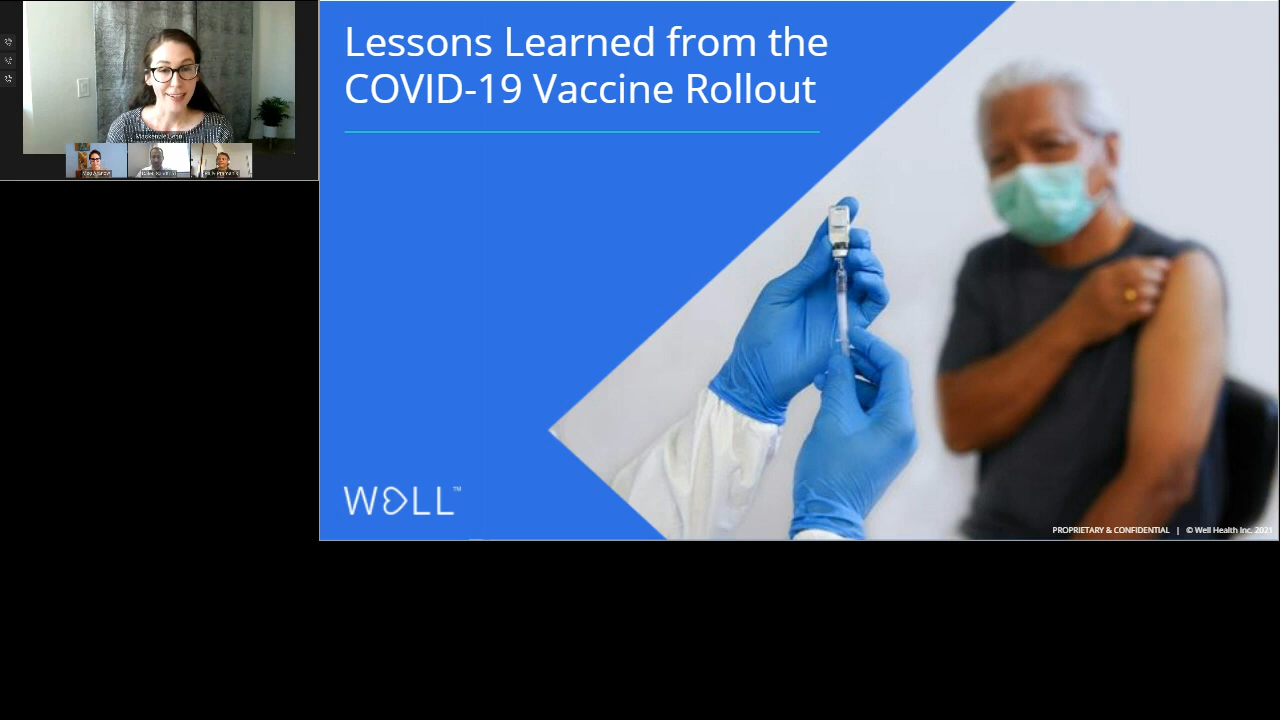 Lessons Learned from the
COVID-19 Vaccine Rollout
WELL™
PROPRIETARY & CONFIDENTIAL | © Well Health Inc. 2021